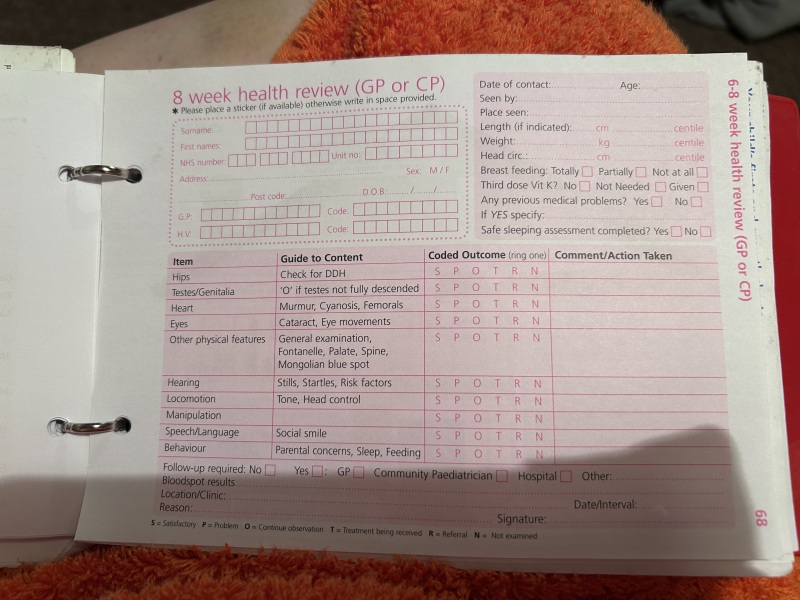 8 week health review (GP or CP)
✱ Please place a sticker (if available) otherwise write in space provided.
Surname:
First names:
NHS number: Unit no:
Address: Sex: M / F
Post code: D.O.B: / /
G.P: Code:
H.V: Code:
Date of contact: Age:
Seen by:
Place seen:
Length (if indicated): cm centile
Weight: kg centile
Head circ.: cm centile
Breast feeding: Totally Partially Not at all
Third dose Vit K? No Not Needed Given
Any previous medical problems? Yes No
If YES specify:
Safe sleeping assessment completed? Yes No
Item Guide to Content Coded Outcome (ring one) Comment/Action Taken
Hips Check for DDH S P O T R N
Testes/Genitalia 'O' if testes not fully descended S P O T R N
Heart Murmur, Cyanosis, Femorals S P O T R N
Eyes Cataract, Eye movements S P O T R N
Other physical features General examination, S P O T R N
Fontanelle, Palate, Spine,
Mongolian blue spot
Hearing Stills, Startles, Risk factors S P O T R N
Locomotion Tone, Head control S P O T R N
Manipulation S P O T R N
Speech/Language Social smile S P O T R N
Behaviour Parental concerns, Sleep, Feeding S P O T R N
Follow-up required: No Yes : GP Community Paediatrician Hospital Other:
Bloodspot results
Location/Clinic: Date/Interval:
Reason: Signature:
S = Satisfactory P = Problem O = Continue observation T = Treatment being received R = Referral N = Not examined
6-8 week health review (GP or CP)
68